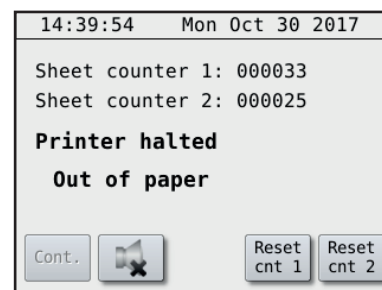 14:39:54 Mon Oct 30 2017
Sheet counter 1: 000033
Sheet counter 2: 000025
Printer halted
Out of paper
Cont.
Reset cnt 1
Reset cnt 2